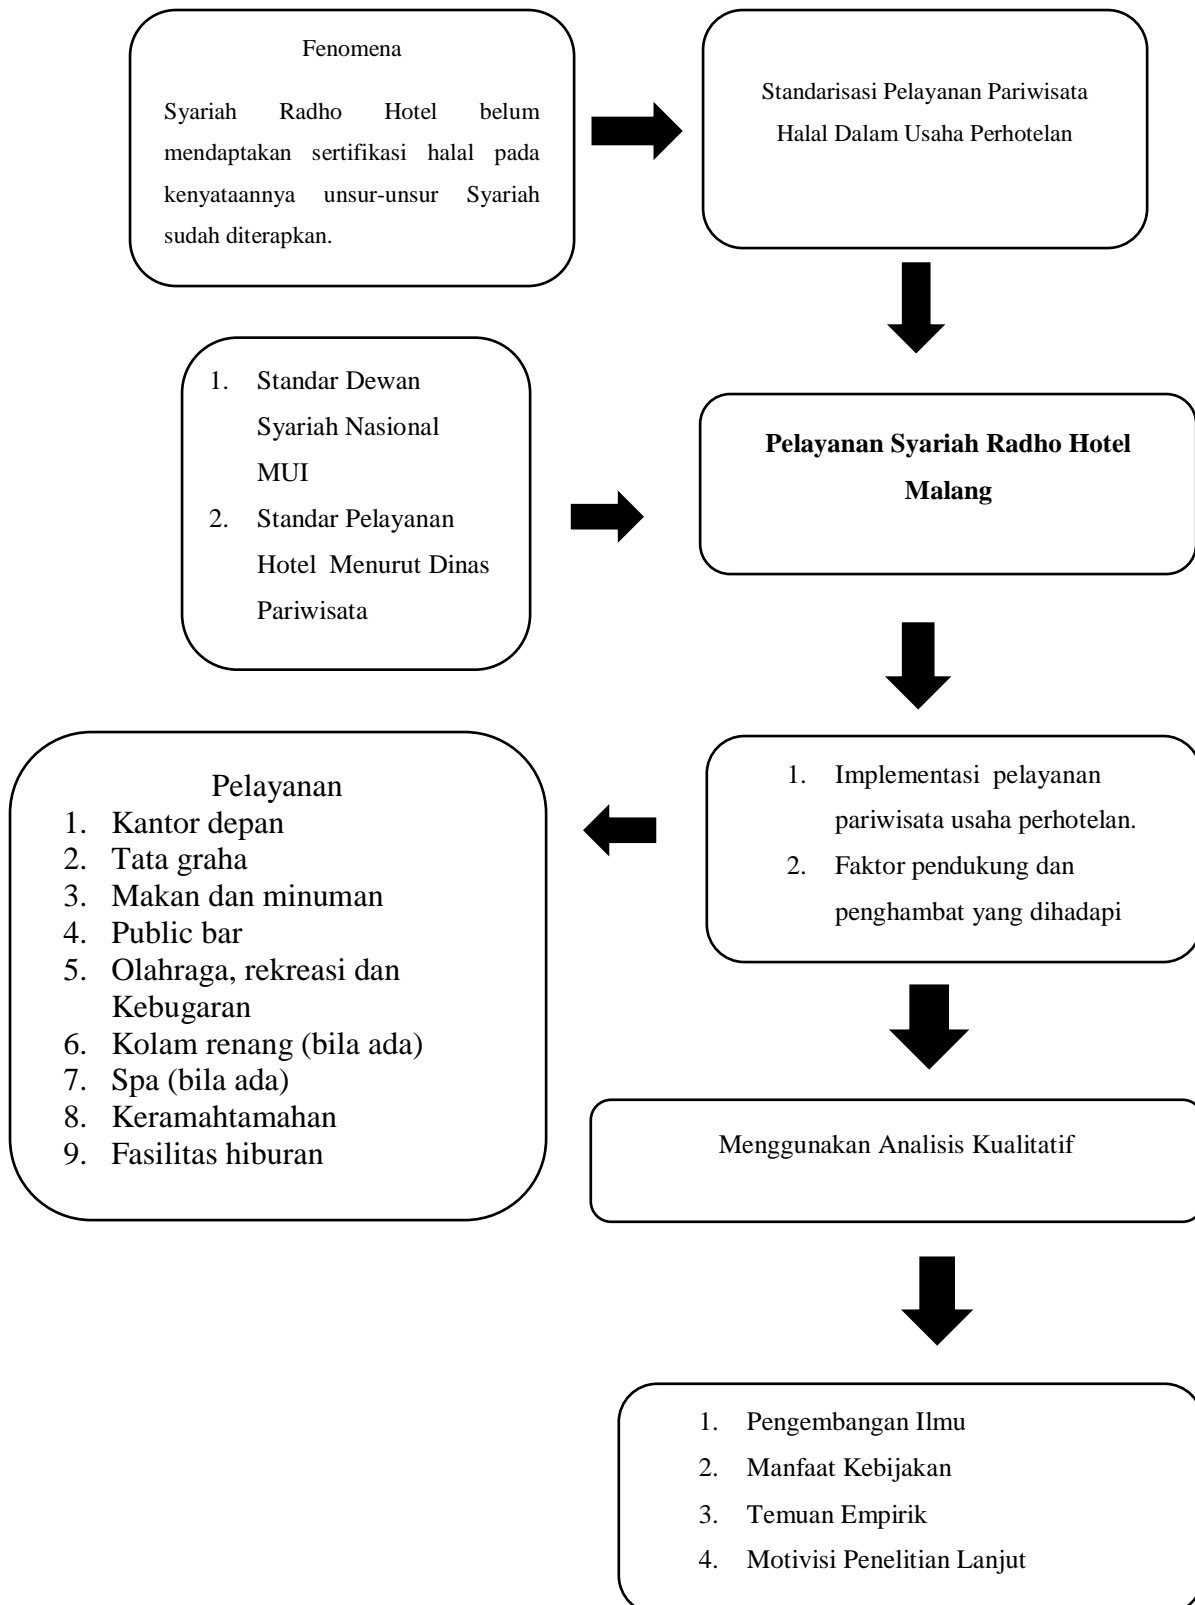 Fenomena
Syariah Radho Hotel belum
mendaptakan sertifikasi halal pada
kenyataannya unsur-unsur Syariah
sudah diterapkan.
Standarisasi Pelayanan Pariwisata
Halal Dalam Usaha Perhotelan
1. Standar Dewan
Syariah Nasional
MUI
2. Standar Pelayanan
Hotel Menurut Dinas
Pariwisata
Pelayanan Syariah Radho Hotel
Malang
1. Implementasi pelayanan
pariwisata usaha perhotelan.
2. Faktor pendukung dan
penghambat yang dihadapi
Pelayanan
1. Kantor depan
2. Tata graha
3. Makan dan minuman
4. Public bar
5. Olahraga, rekreasi dan
Kebugaran
6. Kolam renang (bila ada)
7. Spa (bila ada)
8. Keramahtamahan
9. Fasilitas hiburan
Menggunakan Analisis Kualitatif
1. Pengembangan Ilmu
2. Manfaat Kebijakan
3. Temuan Empirik
4. Motivisi Penelitian Lanjut